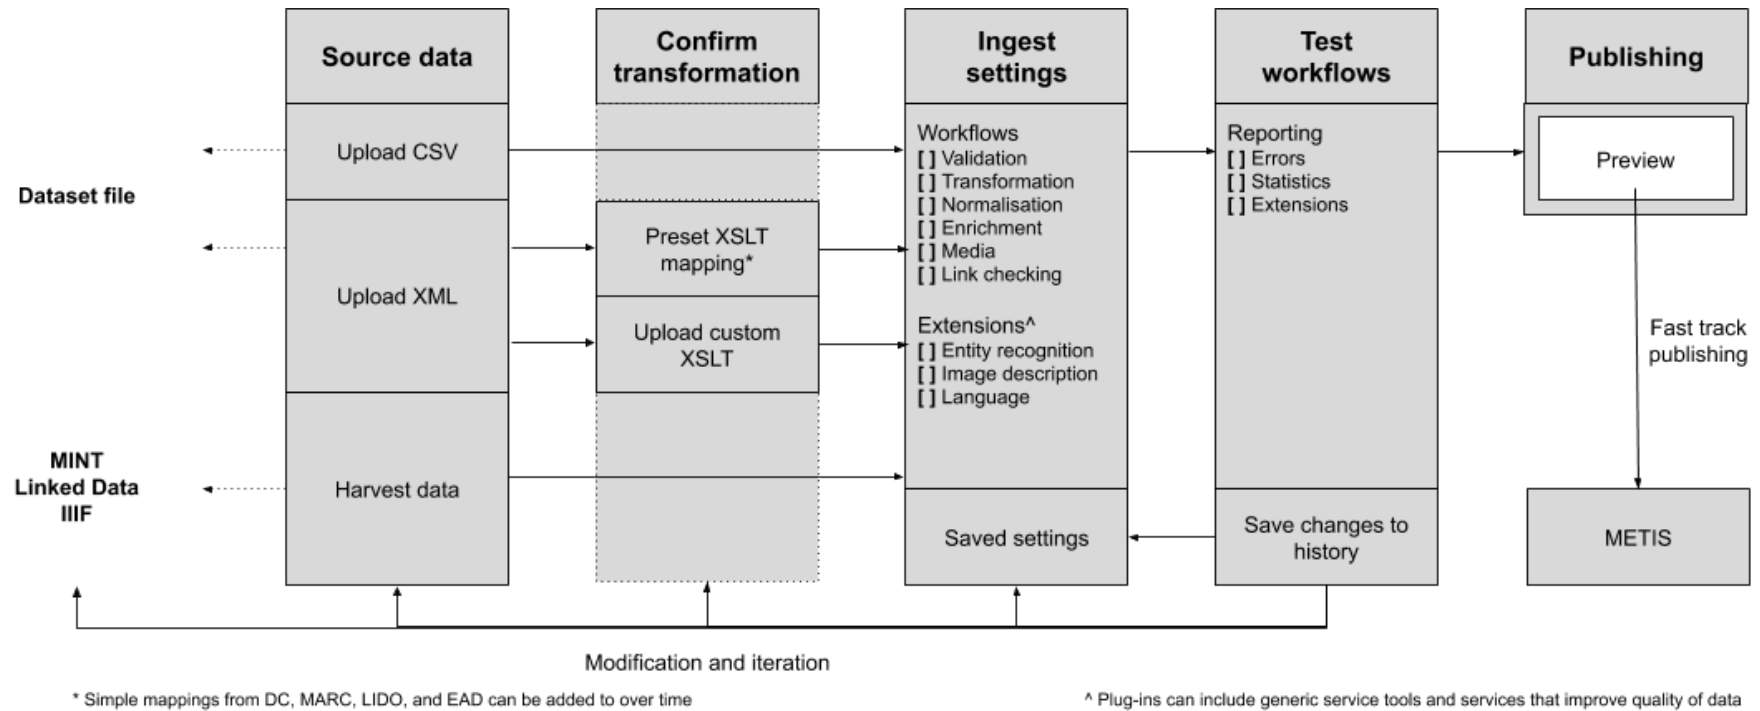 Source data
Confirm
transformation
Ingest
settings
Test
workflows
Publishing
Dataset file
MINT
Linked Data
IIIF
Upload CSV
Upload XML
Harvest data
Preset XSLT
mapping*
Upload custom
XSLT
Workflows
[ ] Validation
[ ] Transformation
[ ] Normalisation
[ ] Enrichment
[ ] Media
[ ] Link checking
Extensions^
[ ] Entity recognition
[ ] Image description
[ ] Language
Saved settings
Reporting
[ ] Errors
[ ] Statistics
[ ] Extensions
Save changes to
history
Preview
Fast track
publishing
METIS
Modification and iteration
* Simple mappings from DC, MARC, LIDO, and EAD can be added to over time
^ Plug-ins can include generic service tools and services that improve quality of data